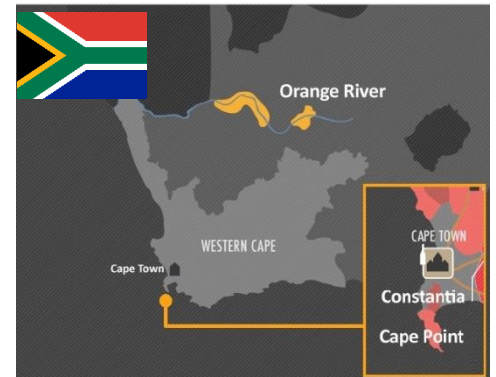 Orange River
WESTERN CAPE
Cape Town
CAPE TOWN
Constantia
Cape Point